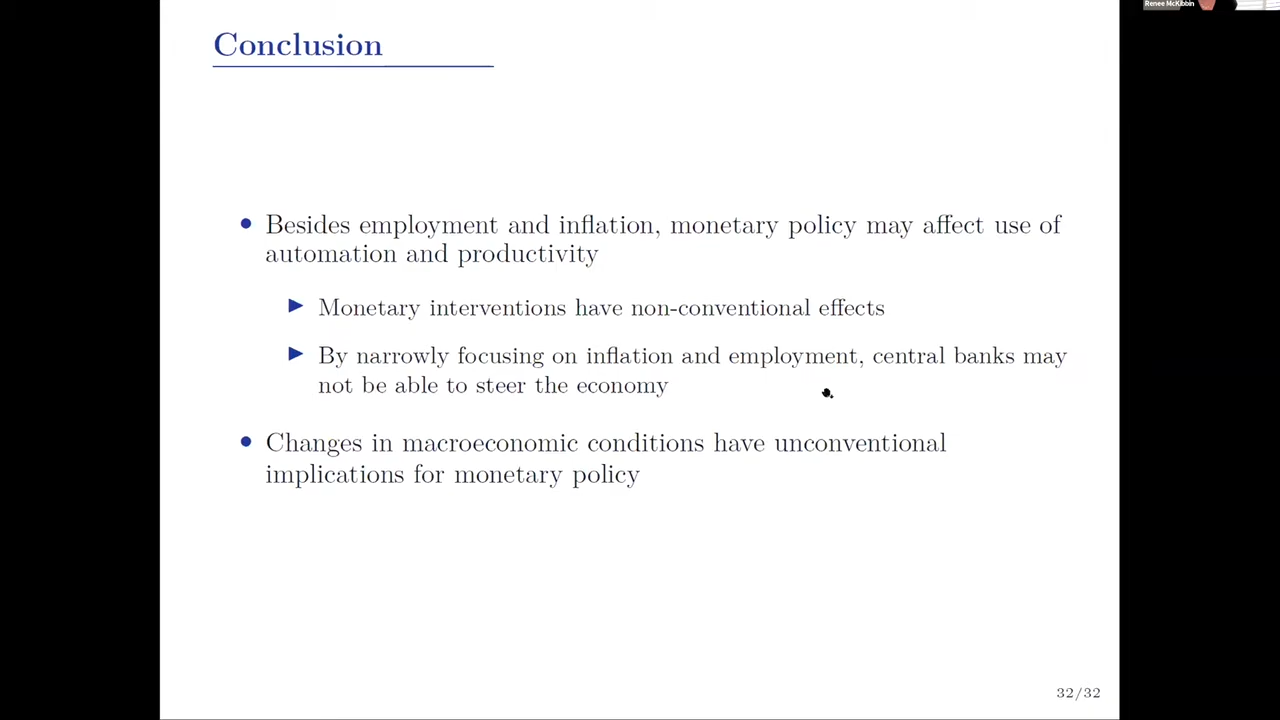 Renee McKibbin
Conclusion
• Besides employment and inflation, monetary policy may affect use of
automation and productivity
▶ Monetary interventions have non-conventional effects
▶ By narrowly focusing on inflation and employment, central banks may
not be able to steer the economy
• Changes in macroeconomic conditions have unconventional
implications for monetary policy
32/32